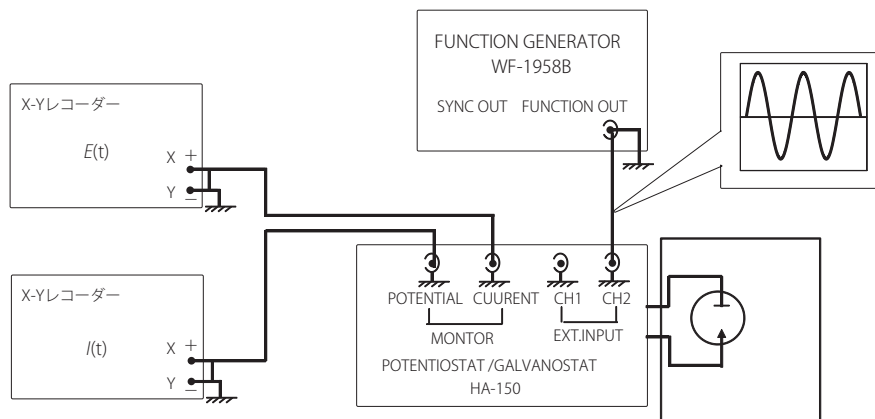 FUNCTION GENERATOR
WF-1958B
SYNC OUT FUNCTION OUT
X-Yレコーダー
E(t)
X +
Y −
X-Yレコーダー
I(t)
X +
Y −
POTENTIAL CUURENT CH1 CH2
MONTOR EXT.INPUT
POTENTIOSTAT /GALVANOSTAT
HA-150